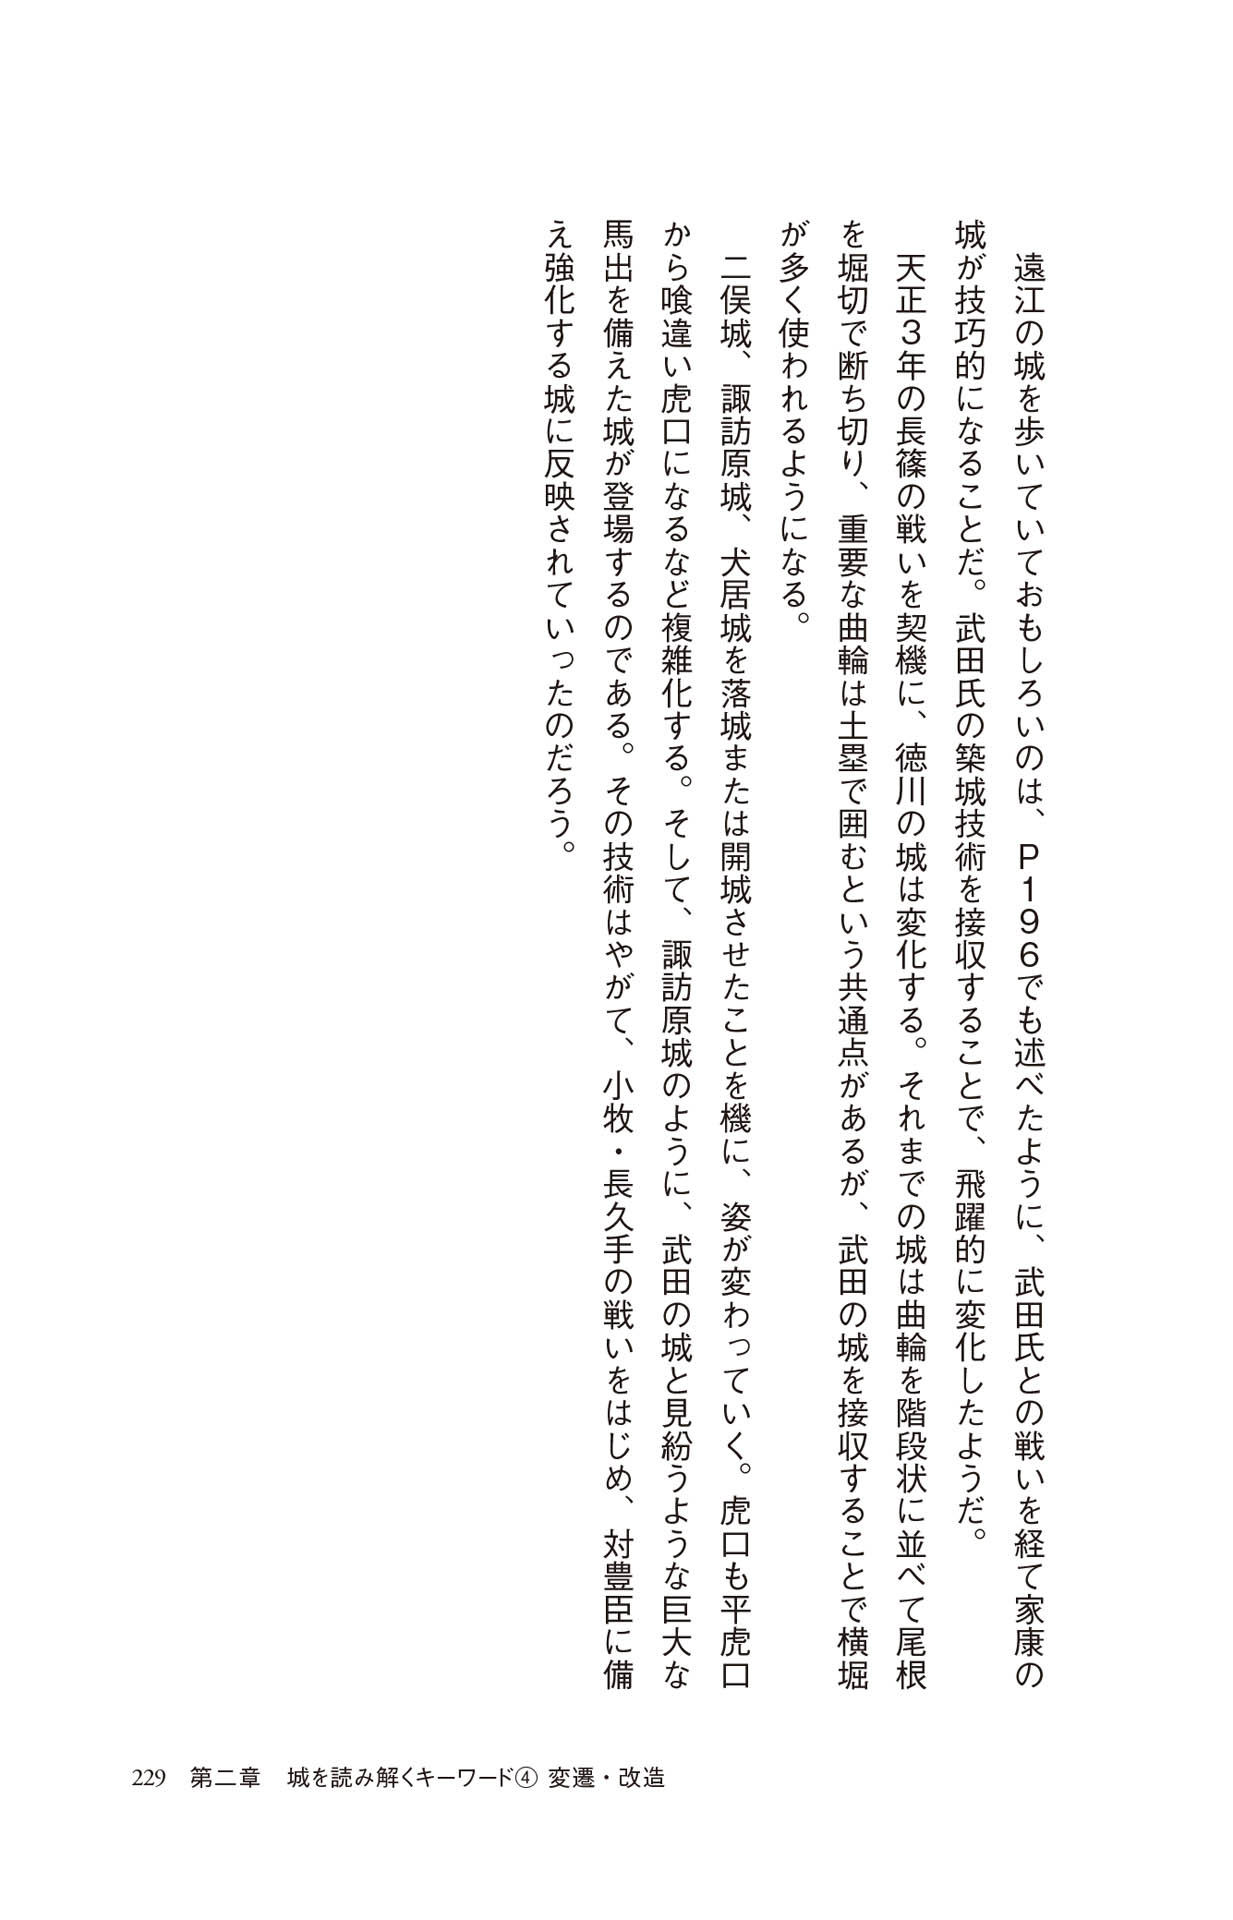 遠江の城を歩いていておもしろいのは、P196でも述べたように、武田氏との戦いを経て家康の
城が技巧的になることだ。武田氏の築城技術を接収することで、飛躍的に変化したようだ。
天正3年の長篠の戦いを契機に、徳川の城は変化する。それまでの城は曲輪を階段状に並べて尾根
を堀切で断ち切り、重要な曲輪は土塁で囲むという共通点があるが、武田の城を接収することで横堀
が多く使われるようになる。
二俣城、諏訪原城、犬居城を落城または開城させたことを機に、姿が変わっていく。虎口も平虎口
から喰違い虎口になるなど複雑化する。そして、諏訪原城のように、武田の城と見紛うような巨大な
馬出を備えた城が登場するのである。その技術はやがて、小牧・長久手の戦いをはじめ、対豊臣に備
え強化する城に反映されていったのだろう。
229 第二章 城を読み解くキーワード④ 変遷・改造